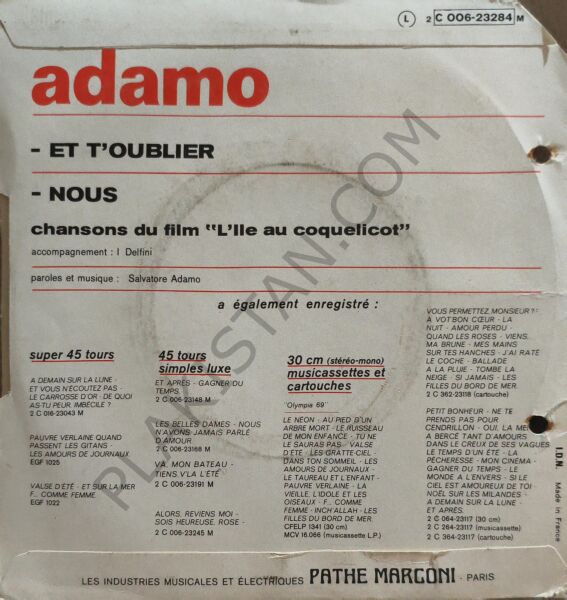 L 2 C 006-23284 M
adamo
- ET T'OUBLIER
- NOUS
chansons du film "L'Ile au coquelicot"
accompagnement : I Delfini
paroles et musique : Salvatore Adamo
a également enregistré :
super 45 tours
A DEMAIN SUR LA LUNE -
ET VOUS N'ÉCOUTEZ PAS -
LE CARROSSE D'OR - DE QUOI
AS-TU PEUR, IMBÉCILE ?
2 C 016-23043 M
PAUVRE VERLAINE QUAND
PASSENT LES GITANS
LES AMOURS DE JOURNAUX
EGF 1025
VALSE D'ÉTÉ - ET SUR LA MER
F... COMME FEMME
EGF 1022
45 tours
simples luxe
ET APRÈS - GAGNER DU
TEMPS.
2 C 006-23148 M
LES BELLES DAMES - NOUS
N'AVONS JAMAIS PARLÉ
D'AMOUR
2 C 006-23168 M
VA, MON BATEAU -
TIENS V'LA L'ÉTÉ
2 C 006-23191 M
ALORS, REVIENS MOI -
SOIS HEUREUSE, ROSE -
2 C 006-23245 M
30 cm (stéréo-mono)
musicassettes et
cartouches
"Olympia 69"
LE NÉON - AU PIED D'UN
ARBRE MORT - LE RUISSEAU
DE MON ENFANCE - TU NE
LE SAURAS PAS - VALSE
D'ÉTÉ - LES GRATTE-CIEL -
DANS TON SOMMEIL - LES
AMOURS DE JOURNAUX -
LE TAUREAU ET L'ENFANT -
PAUVRE VERLAINE - LA
VIEILLE, L'IDOLE ET LES
OISEAUX - F... COMME
FEMME - INCH'ALLAH - LES
FILLES DU BORD DE MER.
CFELP 1341 (30 cm)
MCV 16.066 (musicassette L.P.)
VOUS PERMETTEZ MONSIEUR ? -
A VOT'BON CŒUR - LA
NUIT - AMOUR PERDU -
QUAND LES ROSES - VIENS,
MA BRUNE - MES MAINS
SUR TES HANCHES - J'AI RATÉ
LE COCHE - BALLADE
A LA PLUIE - TOMBE LA
NEIGE - SI JAMAIS - LES
FILLES DU BORD DE MER
2 C 362-23118 (cartouche)
PETIT BONHEUR - NE TE
PRENDS PAS POUR
CENDRILLON - OUI, LA MER
A BERCÉ TANT D'AMOURS -
DANS LE CREUX DE SES VAGUES
LE TEMPS D'UN ÉTÉ - LA
PÉCHERESSE - MON CINÉMA -
GAGNER DU TEMPS - LE
MONDE A L'ENVERS - SI LE
CIEL EST AMOUREUX DE TOI
NOËL SUR LES MILANDES -
A DEMAIN SUR LA LUNE -
ET APRÈS.
2 C 064-23117 (30 cm)
2 C 264-23117 (musicassette)
2 C 364-23117 (cartouche)
I.D.N. Made in France
LES INDUSTRIES MUSICALES ET ÉLECTRIQUES PATHE MARCONI - PARIS
PLAK-STAN.COM